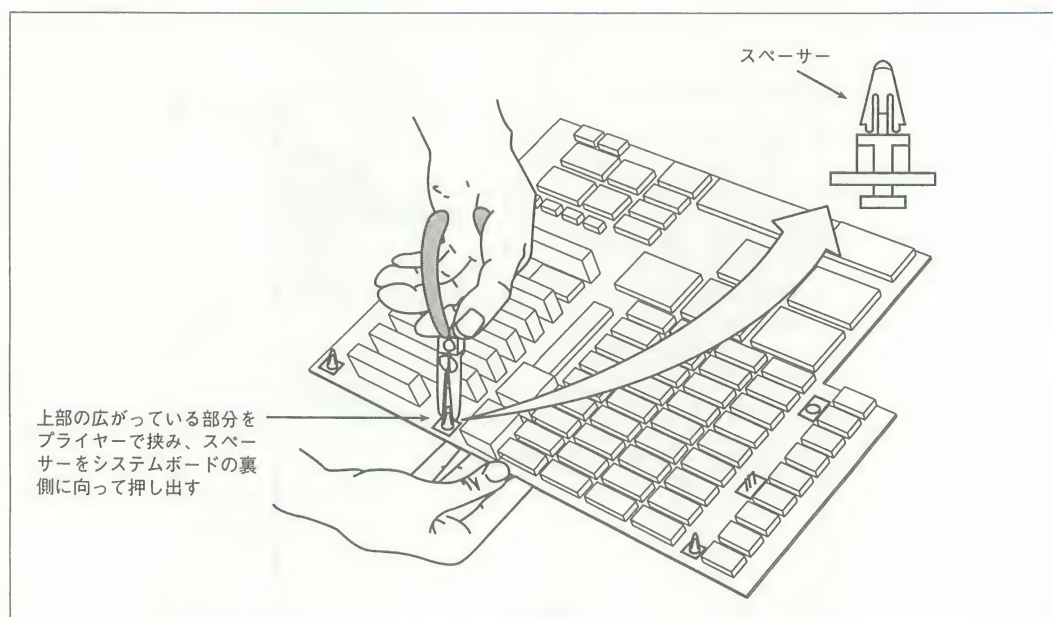 スペーサー
上部の広がっている部分を
プライヤーで挟み、スペー
サーをシステムボードの裏
側に向って押し出す